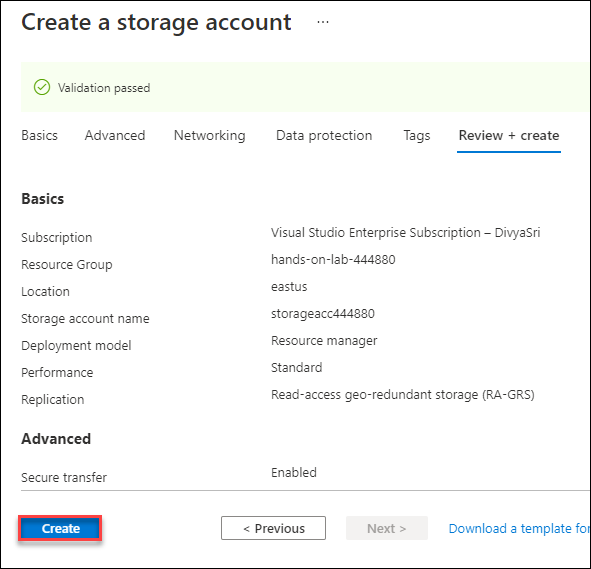 Create a storage account ...
Validation passed
Basics Advanced Networking Data protection Tags Review + create
Basics
Subscription Visual Studio Enterprise Subscription – DivyaSri
Resource Group hands-on-lab-444880
Location eastus
Storage account name storageacc444880
Deployment model Resource manager
Performance Standard
Replication Read-access geo-redundant storage (RA-GRS)
Advanced
Secure transfer Enabled
Create < Previous Next > Download a template for